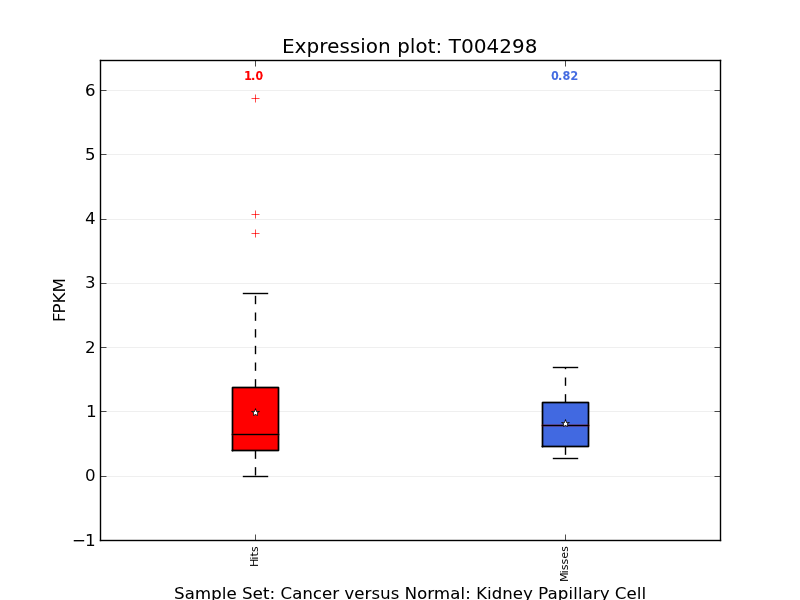 Expression plot: T004298
1.0
0.82
6
5
4
3
2
1
0
−1
FPKM
Hits
Misses
Sample Set: Cancer versus Normal: Kidney Papillary Cell